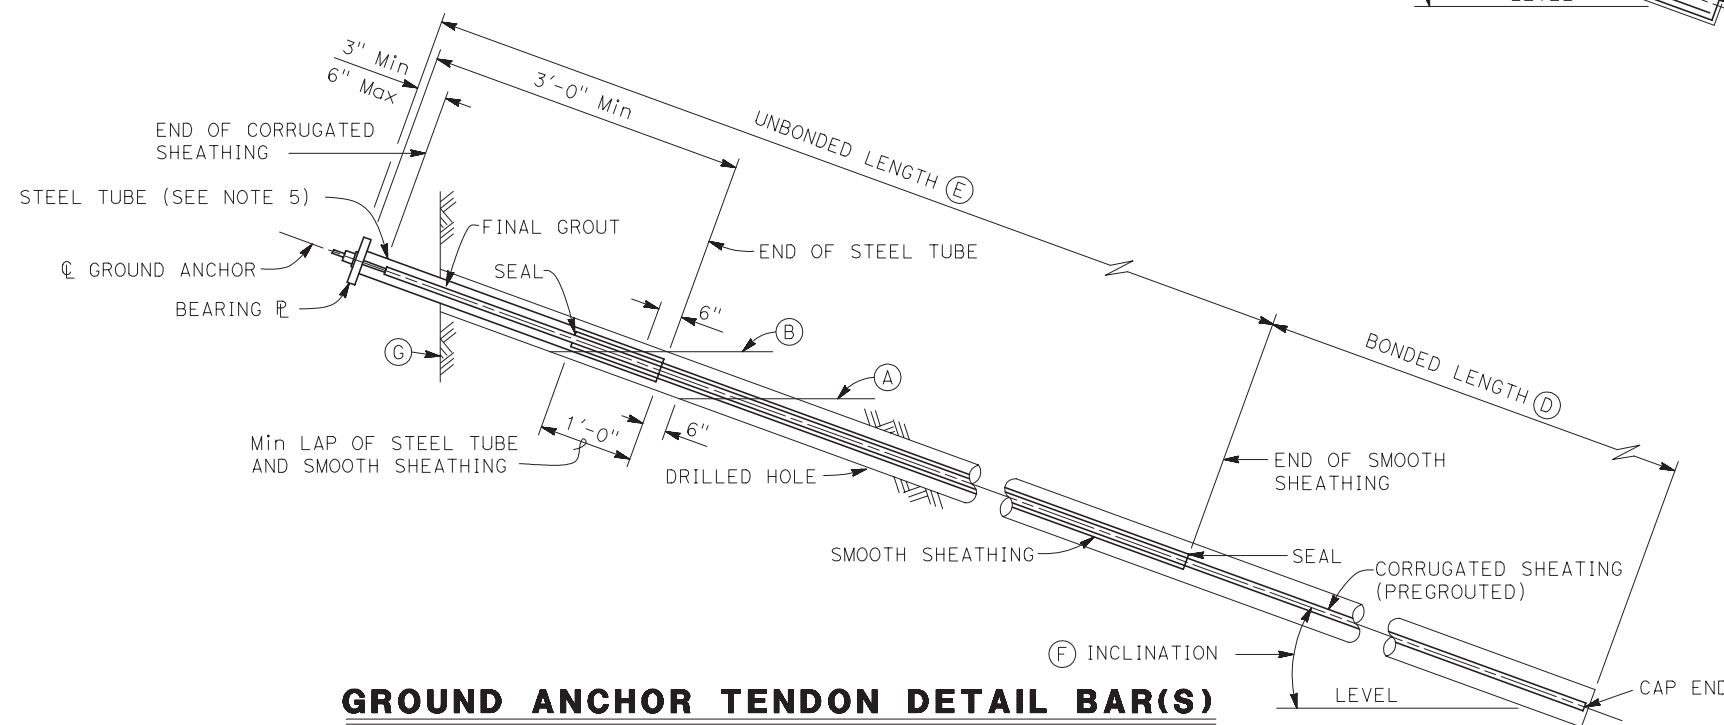 LEVEL
3" Min
6" Max
3'-0" Min
UNBONDED LENGTH E
END OF CORRUGATED
SHEATHING
STEEL TUBE (SEE NOTE 5)
FINAL GROUT
SEAL
END OF STEEL TUBE
℄ GROUND ANCHOR
BEARING ⅊
6"
B
G
A
BONDED LENGTH D
1'-0"
6"
Min LAP OF STEEL TUBE
AND SMOOTH SHEATHING
DRILLED HOLE
END OF SMOOTH
SHEATHING
SMOOTH SHEATHING
SEAL
CORRUGATED SHEATING
(PREGROUTED)
F INCLINATION
LEVEL
CAP END
GROUND ANCHOR TENDON DETAIL BAR(S)